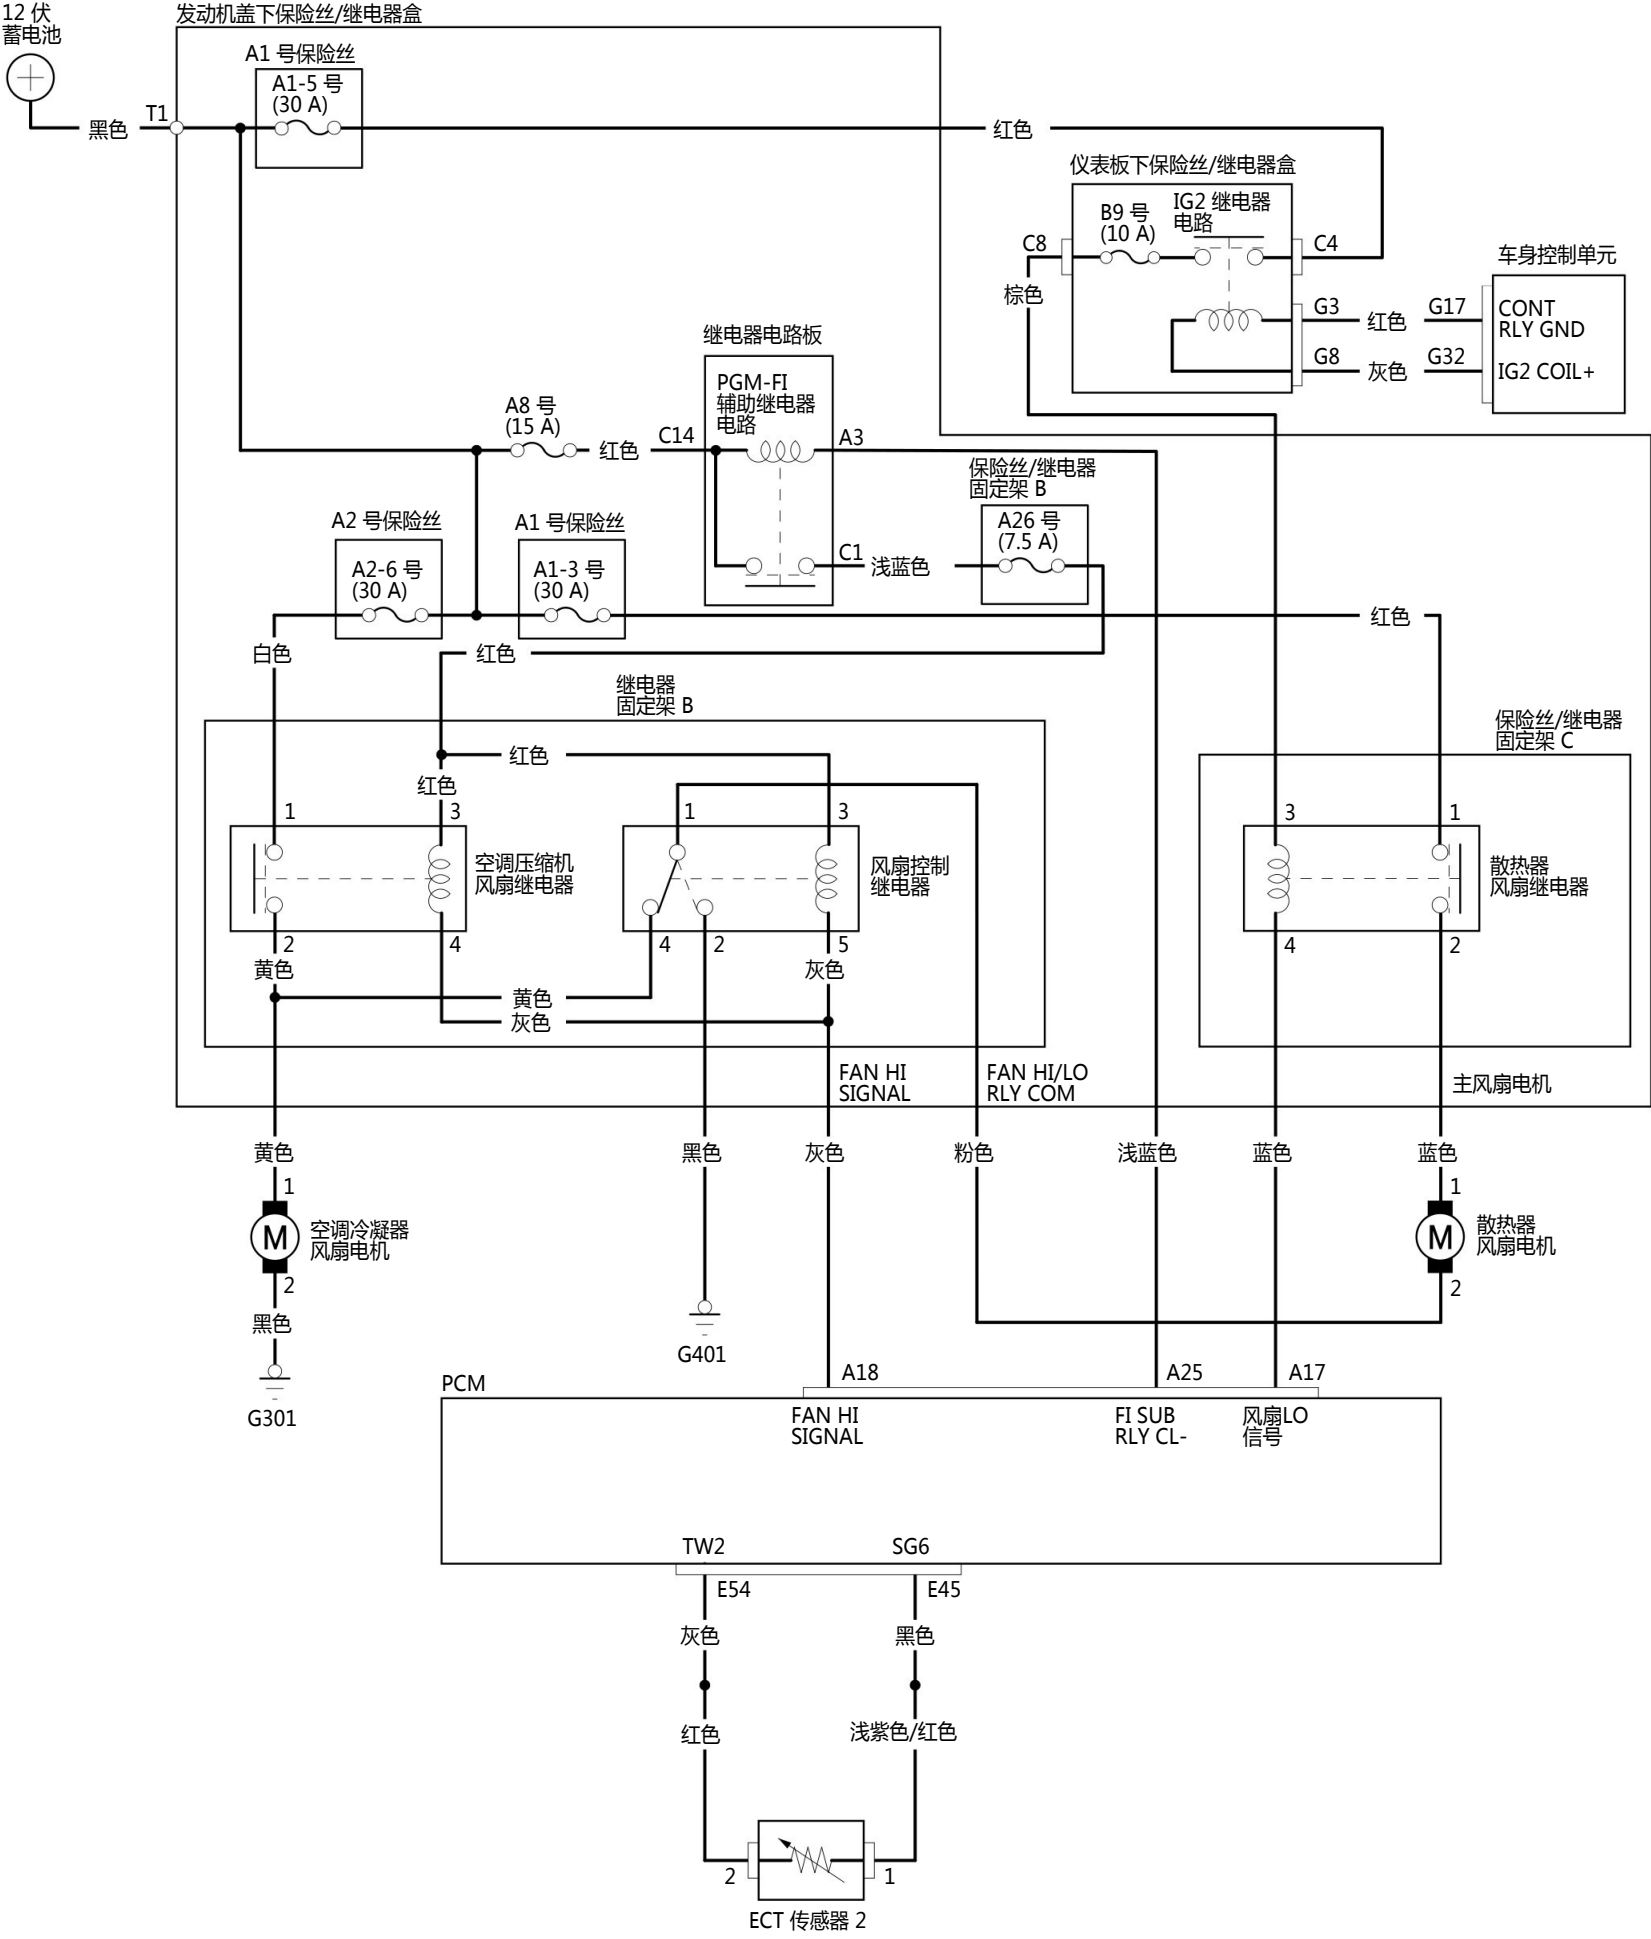 12 伏
蓄电池
发动机盖下保险丝/继电器盒
A1 号保险丝
A1-5 号
(30 A)
T1
黑色
红色
仪表板下保险丝/继电器盒
B9 号
(10 A)
IG2 继电器
电路
C8
C4
棕色
车身控制单元
G3
红色
G17
CONT
RLY GND
G8
灰色
G32
IG2 COIL+
继电器电路板
PGM-FI
辅助继电器
电路
A8 号
(15 A)
红色
C14
A3
保险丝/继电器
固定架 B
A26 号
(7.5 A)
C1
浅蓝色
A2 号保险丝
A2-6 号
(30 A)
A1 号保险丝
A1-3 号
(30 A)
红色
白色
红色
继电器
固定架 B
保险丝/继电器
固定架 C
红色
红色
1
3
空调压缩机
风扇继电器
2
4
1
3
风扇控制
继电器
4
2
5
3
1
散热器
风扇继电器
4
2
黄色
灰色
黄色
灰色
FAN HI
SIGNAL
FAN HI/LO
RLY COM
主风扇电机
黄色
黑色
灰色
粉色
浅蓝色
蓝色
蓝色
1
M
空调冷凝器
风扇电机
2
黑色
G301
G401
1
M
散热器
风扇电机
2
PCM
A18
A25
A17
FAN HI
SIGNAL
FI SUB
RLY CL-
风扇LO
信号
TW2
SG6
E54
E45
灰色
黑色
红色
浅紫色/红色
2
1
ECT 传感器 2